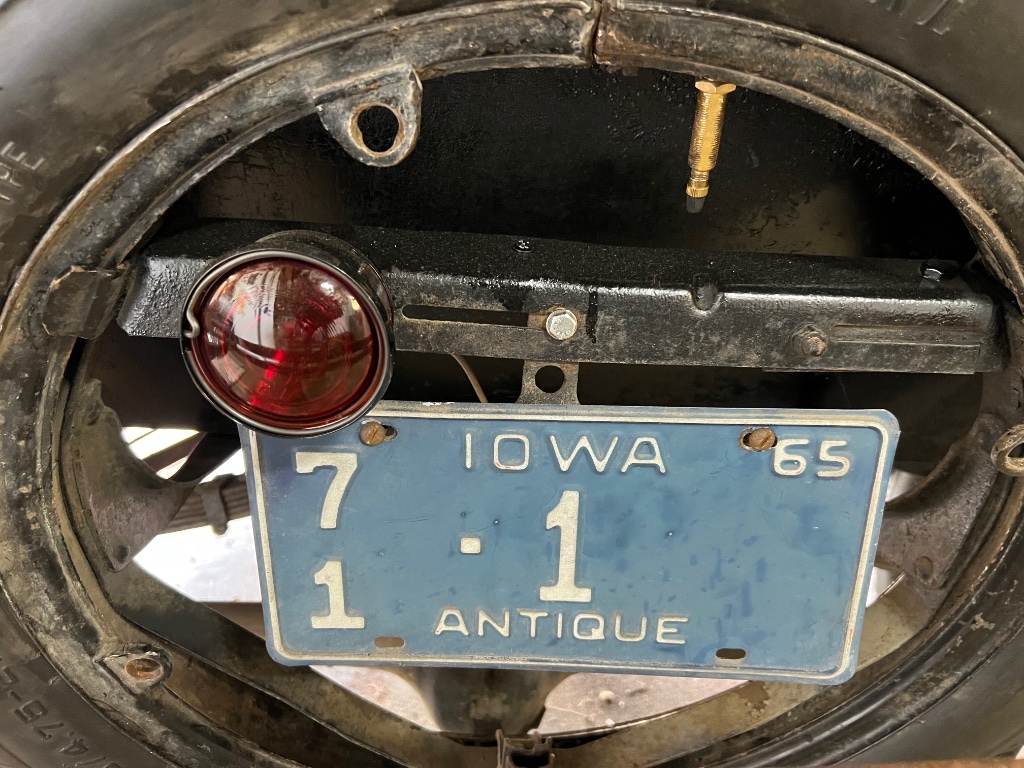 IOWA 65
7
1 · 1
ANTIQUE